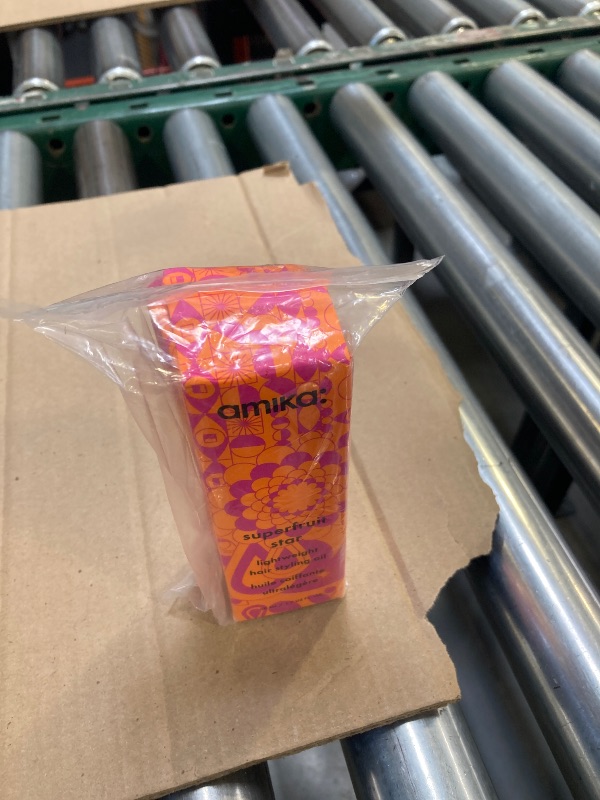 amika:
superfruit
star
lightweight
hair styling oil
huile coiffante
ultralégère